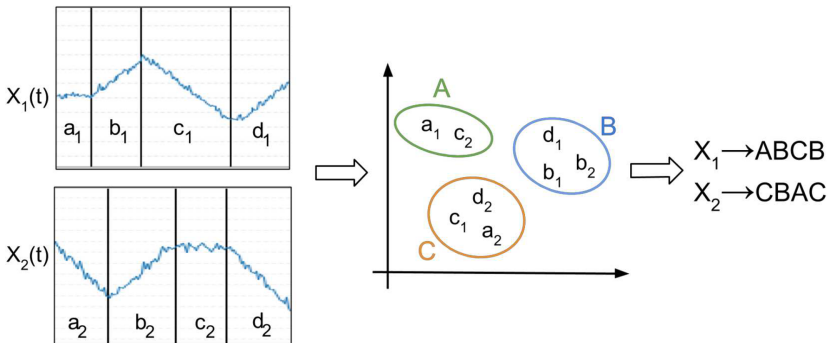 X₁(t)
a₁ b₁ c₁ d₁
X₂(t)
a₂ b₂ c₂ d₂
A
a₁ c₂
B
d₁
b₁ b₂
C
d₂
c₁ a₂
X₁→ABCB
X₂→CBAC